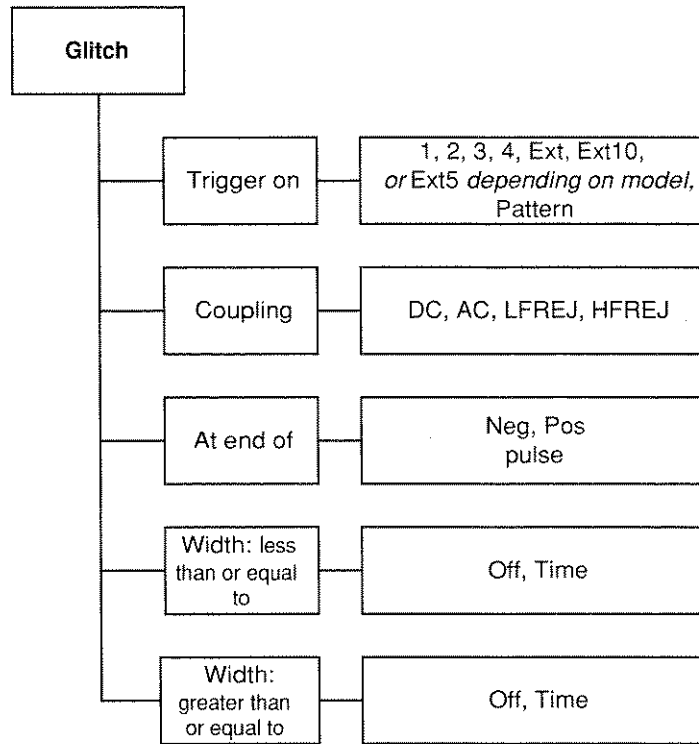 Glitch
Trigger on
1, 2, 3, 4, Ext, Ext10,
or Ext5 depending on model,
Pattern
Coupling
DC, AC, LFREJ, HFREJ
At end of
Neg, Pos
pulse
Width: less
than or equal
to
Off, Time
Width:
greater than
or equal to
Off, Time